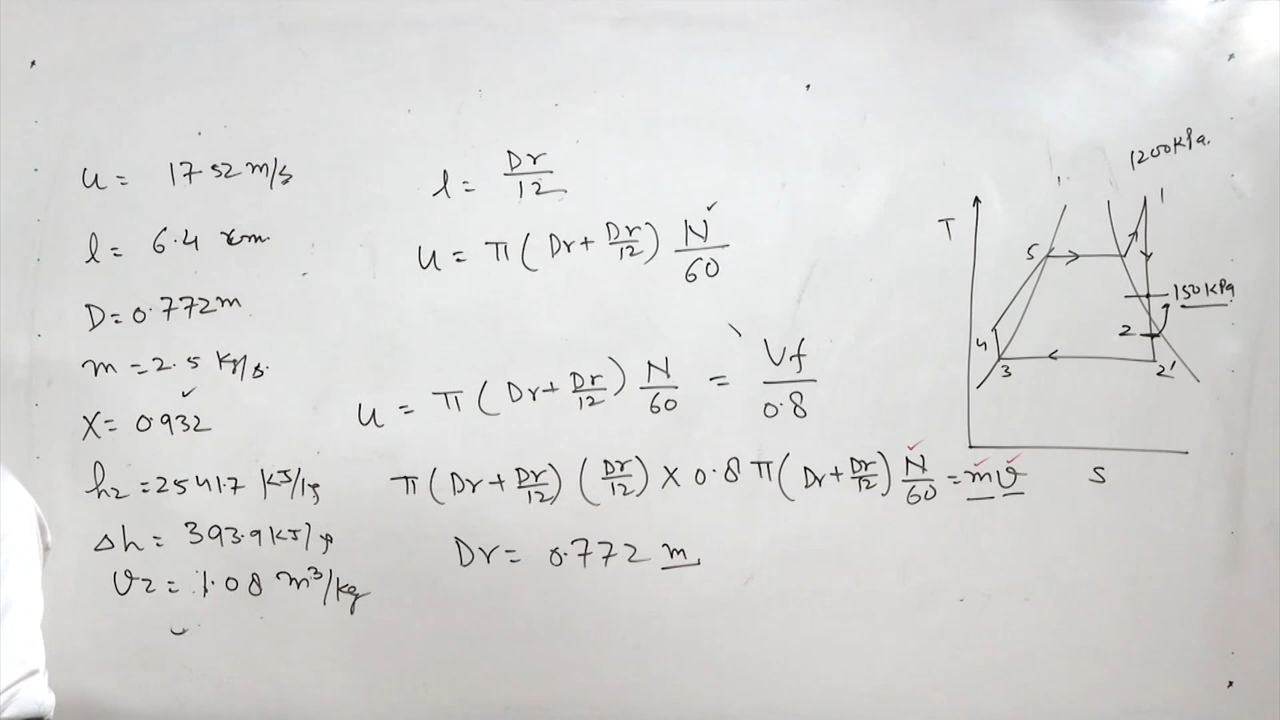 u = 17.52 m/s
l = 6.4 cm
D = 0.772 m
m = 2.5 kg/s
x = 0.932
h₂ = 2541.7 kJ/kg
Δh = 393.9 kJ/
v₂ = 1.08 m³/kg
l = Dr/12
u = π(Dr + Dr/12) N/60
u = π(Dr + Dr/12) N/60 = Vf/0.8
π(Dr + Dr/12)(Dr/12) × 0.8 π(Dr + Dr/12) N/60 = ṁv
Dr = 0.772 m
1200 kPa.
T
1
5
150 kPa
4
2
3
2'
S